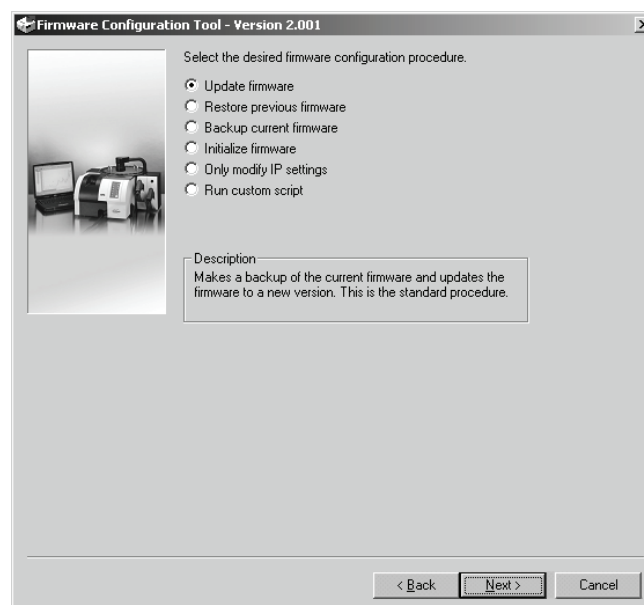 Firmware Configuration Tool - Version 2.001
Select the desired firmware configuration procedure.
Update firmware
Restore previous firmware
Backup current firmware
Initialize firmware
Only modify IP settings
Run custom script
Description
Makes a backup of the current firmware and updates the
firmware to a new version. This is the standard procedure.
< Back
Next >
Cancel